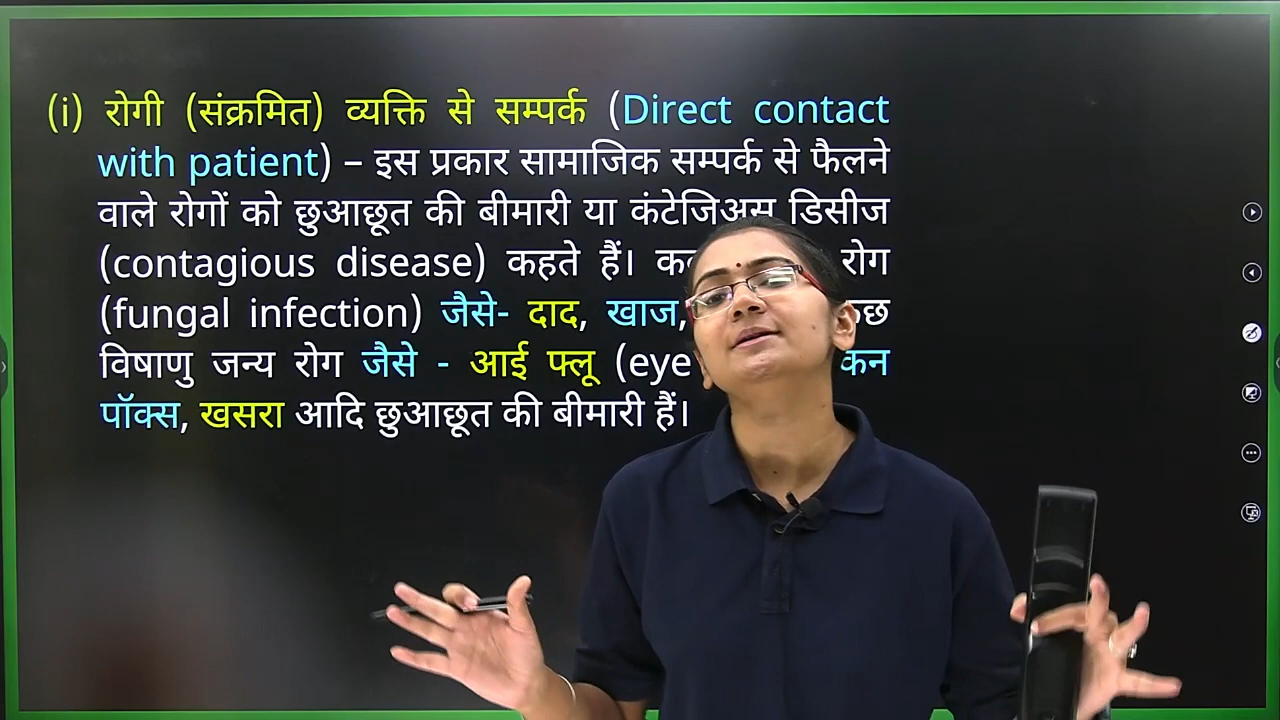 (i) रोगी (संक्रमित) व्यक्ति से सम्पर्क (Direct contact
with patient) – इस प्रकार सामाजिक सम्पर्क से फैलने
वाले रोगों को छुआछूत की बीमारी या कंटेजिअस डिसीज
(contagious disease) कहते हैं। रोग
(fungal infection) जैसे- दाद, खाज,
विषाणु जन्य रोग जैसे - आई फ्लू (eye
पॉक्स, खसरा आदि छुआछूत की बीमारी हैं।